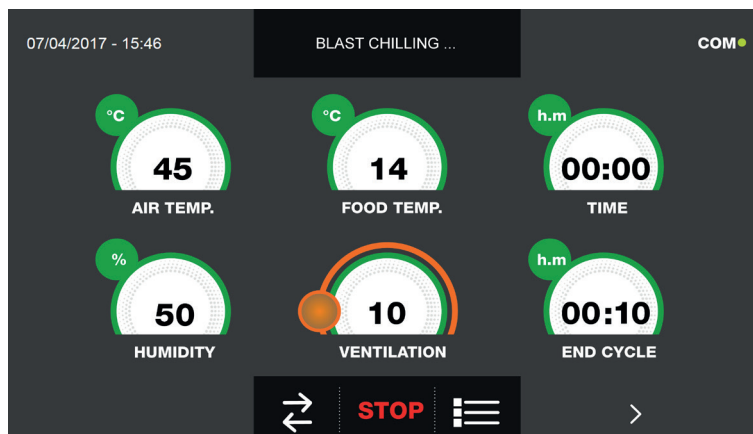 07/04/2017 - 15:46
BLAST CHILLING ...
COM
°C
45
AIR TEMP.
°C
14
FOOD TEMP.
h.m
00:00
TIME
%
50
HUMIDITY
10
VENTILATION
h.m
00:10
END CYCLE
STOP